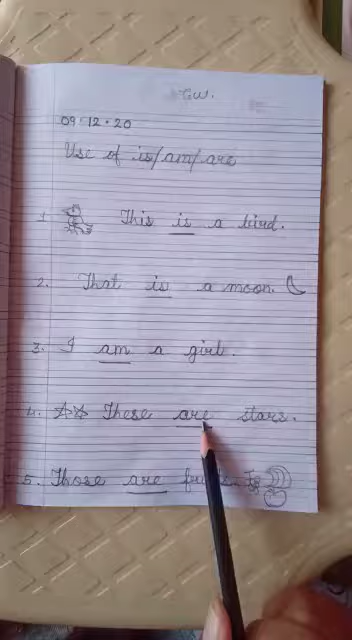 C.W.
09.12.20
Use of is/am/are
1. This is a bird.
2. That is a moon.
3. I am a girl.
4. These are stars.
5. Those are fruits.